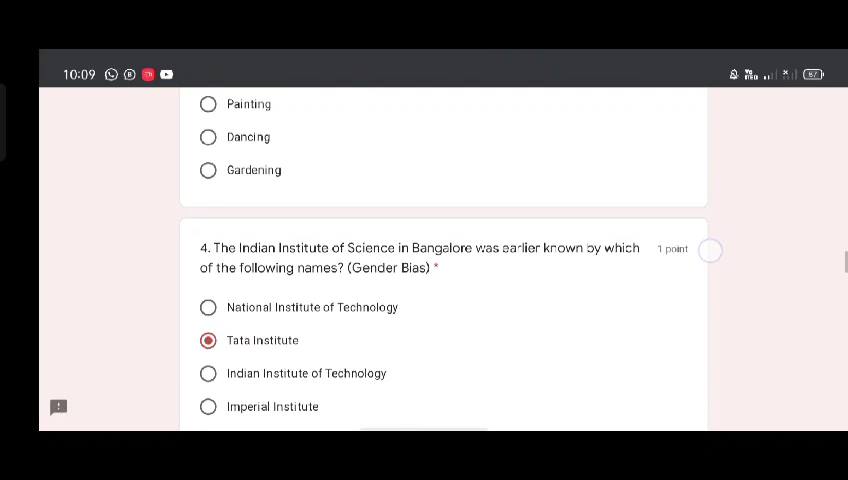 10:09
Painting
Dancing
Gardening
4. The Indian Institute of Science in Bangalore was earlier known by which 1 point
of the following names? (Gender Bias) *
National Institute of Technology
Tata Institute
Indian Institute of Technology
Imperial Institute